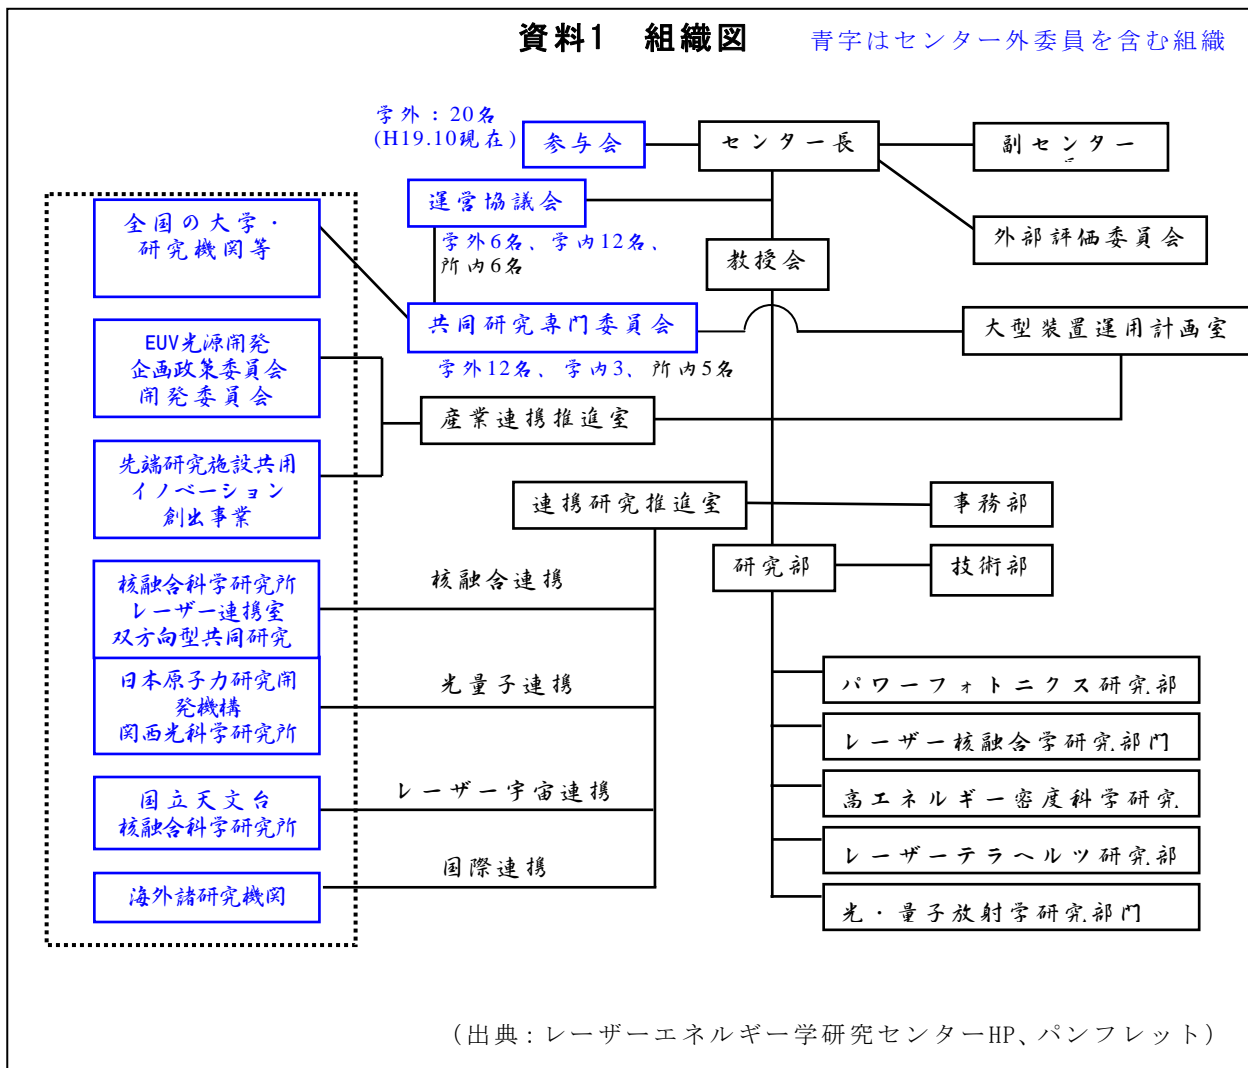 資料1 組織図
青字はセンター外委員を含む組織
学外：20名
(H19.10現在)
参与会
センター長
副センター
運営協議会
学外6名、学内12名、
所内6名
教授会
外部評価委員会
全国の大学・
研究機関等
共同研究専門委員会
学外12名、学内3、所内5名
大型装置運用計画室
EUV光源開発
企画政策委員会
開発委員会
産業連携推進室
先端研究施設共用
イノベーション
創出事業
連携研究推進室
事務部
研究部
技術部
核融合科学研究所
レーザー連携室
双方向型共同研究
核融合連携
日本原子力研究開
発機構
関西光科学研究所
光量子連携
国立天文台
核融合科学研究所
レーザー宇宙連携
海外諸研究機関
国際連携
パワーフォトニクス研究部
レーザー核融合学研究部門
高エネルギー密度科学研究
レーザーテラヘルツ研究部
光・量子放射学研究部門
(出典：レーザーエネルギー学研究センターHP、パンフレット)